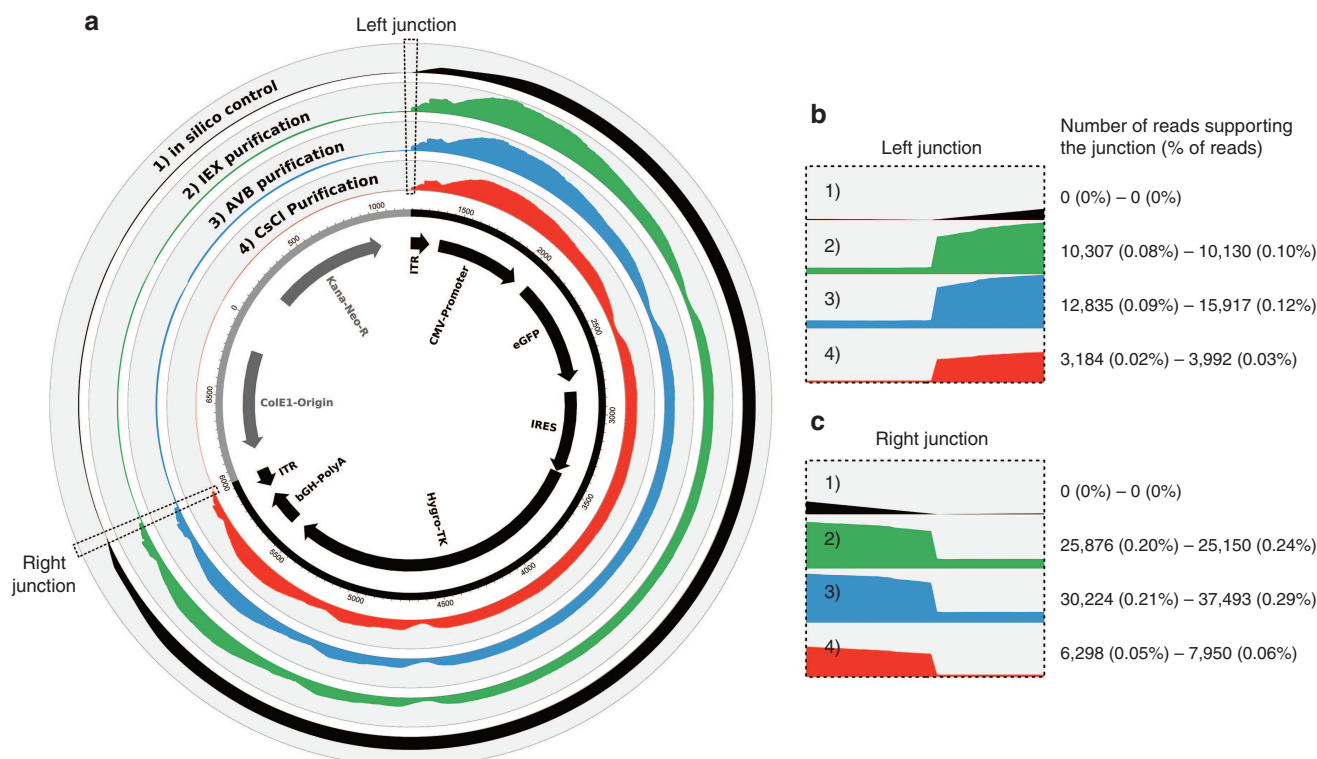 a
Left junction
1) in silico control
2) IEX purification
3) AVB purification
4) CsCl Purification
0
500
1000
1500
2000
2500
3000
3500
4000
4500
5000
5500
6000
6500
ITR
CMV-Promoter
eGFP
IRES
Hygro-TK
bGH-PolyA
ITR
ColE1-Origin
Kana-Neo-R
Right
junction
b
Left junction
Number of reads supporting
the junction (% of reads)
1)
0 (0%) – 0 (0%)
2)
10,307 (0.08%) – 10,130 (0.10%)
3)
12,835 (0.09%) – 15,917 (0.12%)
4)
3,184 (0.02%) – 3,992 (0.03%)
c
Right junction
1)
0 (0%) – 0 (0%)
2)
25,876 (0.20%) – 25,150 (0.24%)
3)
30,224 (0.21%) – 37,493 (0.29%)
4)
6,298 (0.05%) – 7,950 (0.06%)